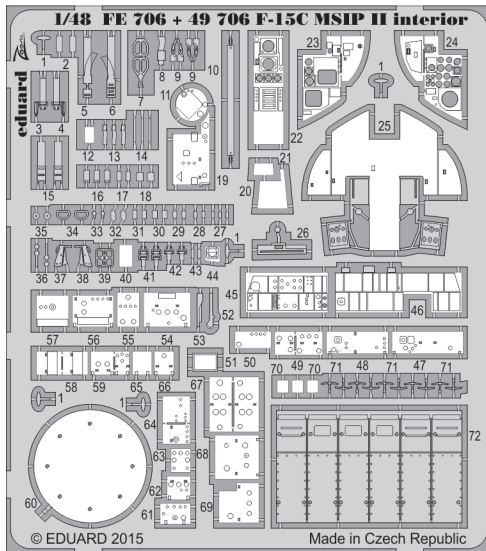 1/48 FE 706 + 49 706 F-15C MSIP II interior
Zoom
eduard
1 2 5 6 7 8 9 9 10 11
23 1 24
3 4
12 13 14
15 16 17 18 19
20 21 22
25
35 34 33 32 31 30 29 28 27
26
36 37 38 39 40 41 42 43 44 1
45 46
57 56 55 54 53 52
51 50
58 59 55 65 66 67
70 49 70 71 48 71 47 71
1 1
64 63 62 61
68 69
72
60
© EDUARD 2015
Made in Czech Republic